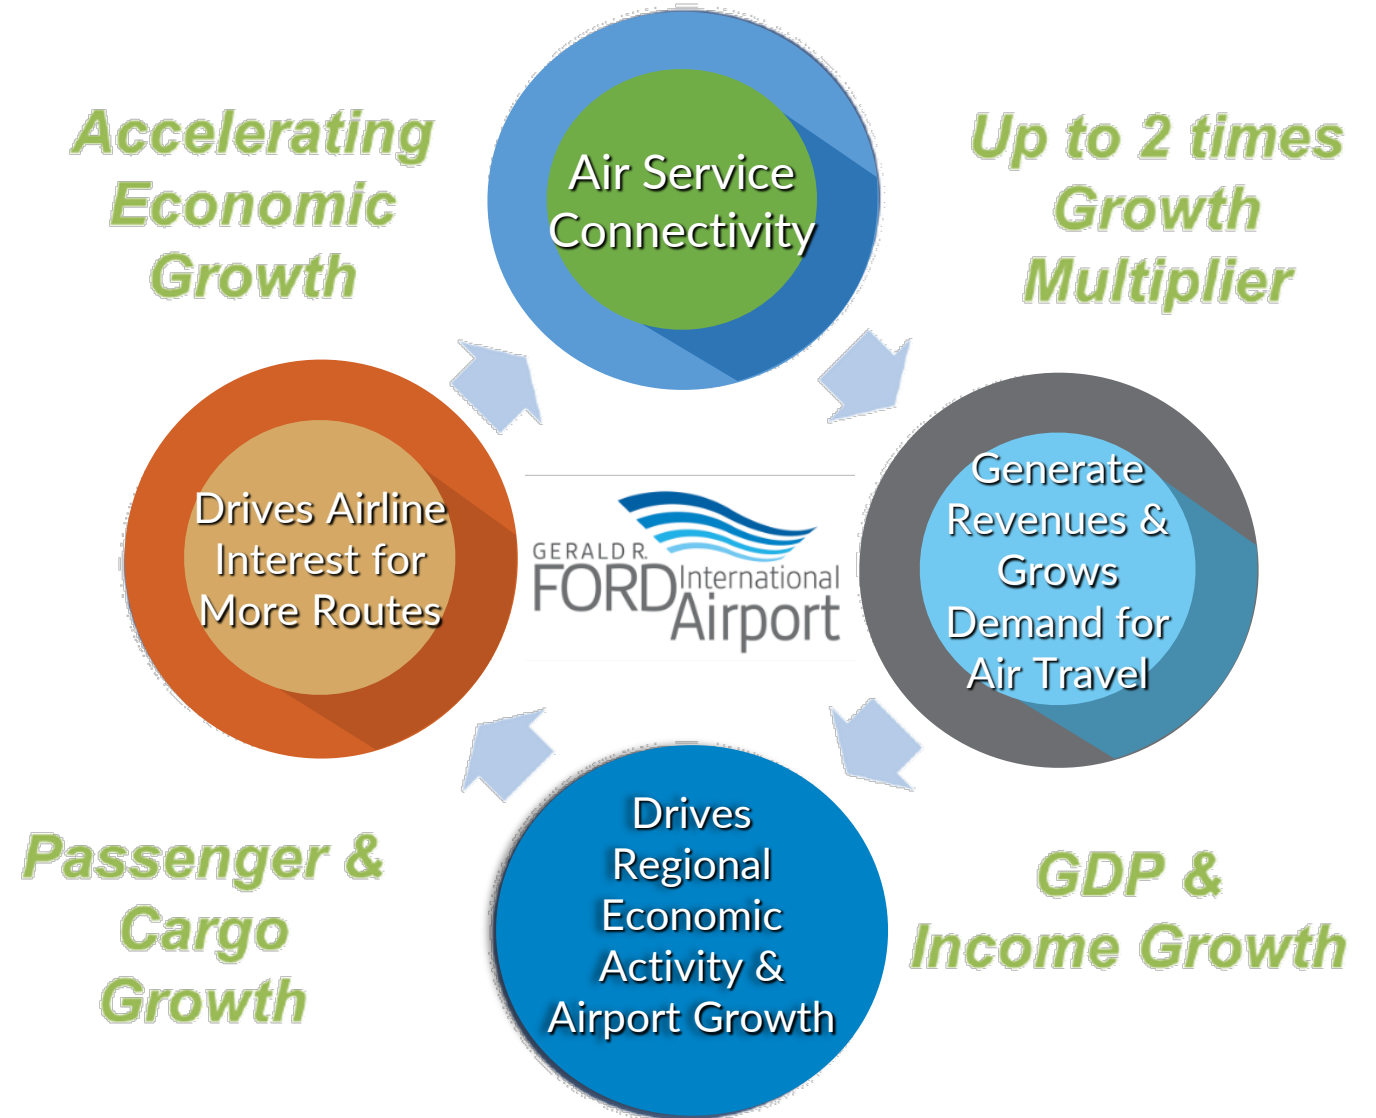 Air Service
Connectivity
Accelerating
Economic
Growth
Up to 2 times
Growth
Multiplier
Drives Airline
Interest for
More Routes
GERALD R.
FORD International
Airport
Generate
Revenues &
Grows
Demand for
Air Travel
Drives
Regional
Economic
Activity &
Airport Growth
Passenger &
Cargo
Growth
GDP &
Income Growth